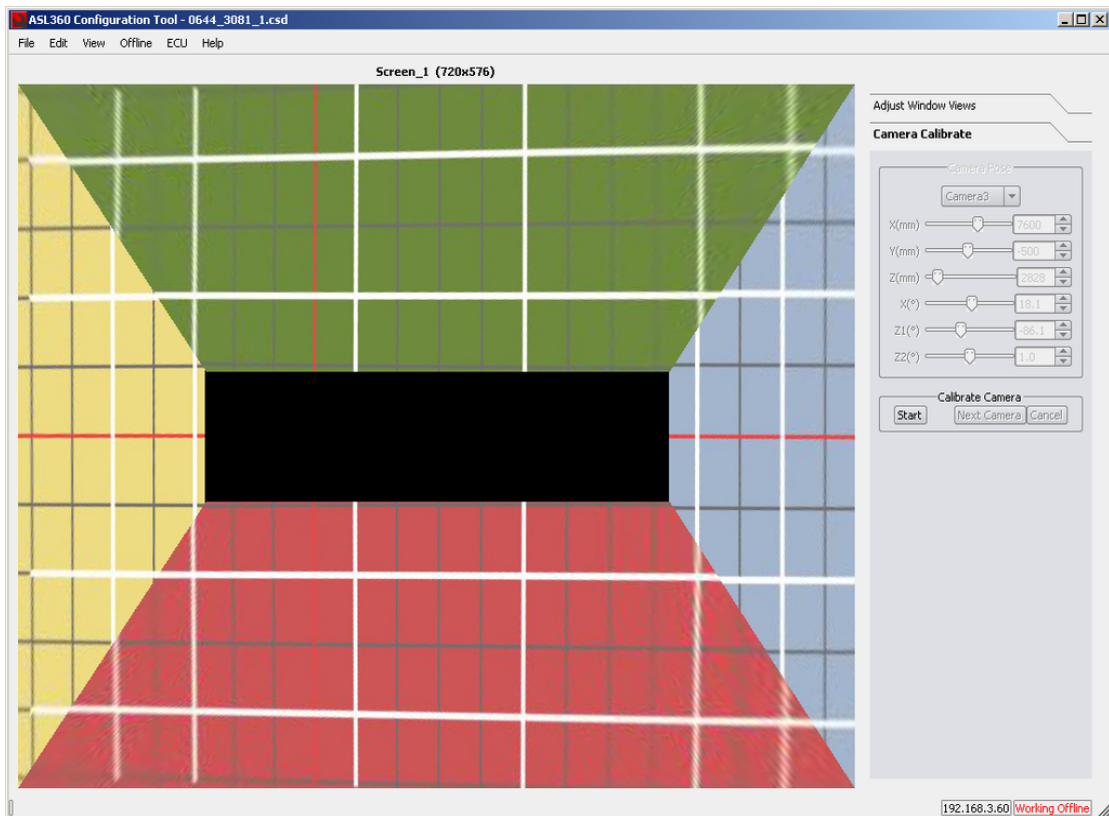 ASL360 Configuration Tool - 0644_3081_1.csd
File Edit View Offline ECU Help
Screen_1 (720x576)
Adjust Window Views
Camera Calibrate
Camera Pose
Camera3
X(mm) 7600
Y(mm) -500
Z(mm) 2828
X(°) 18.1
Z1(°) -86.1
Z2(°) 1.0
Calibrate Camera
Start Next Camera Cancel
192.168.3.60 Working Offline